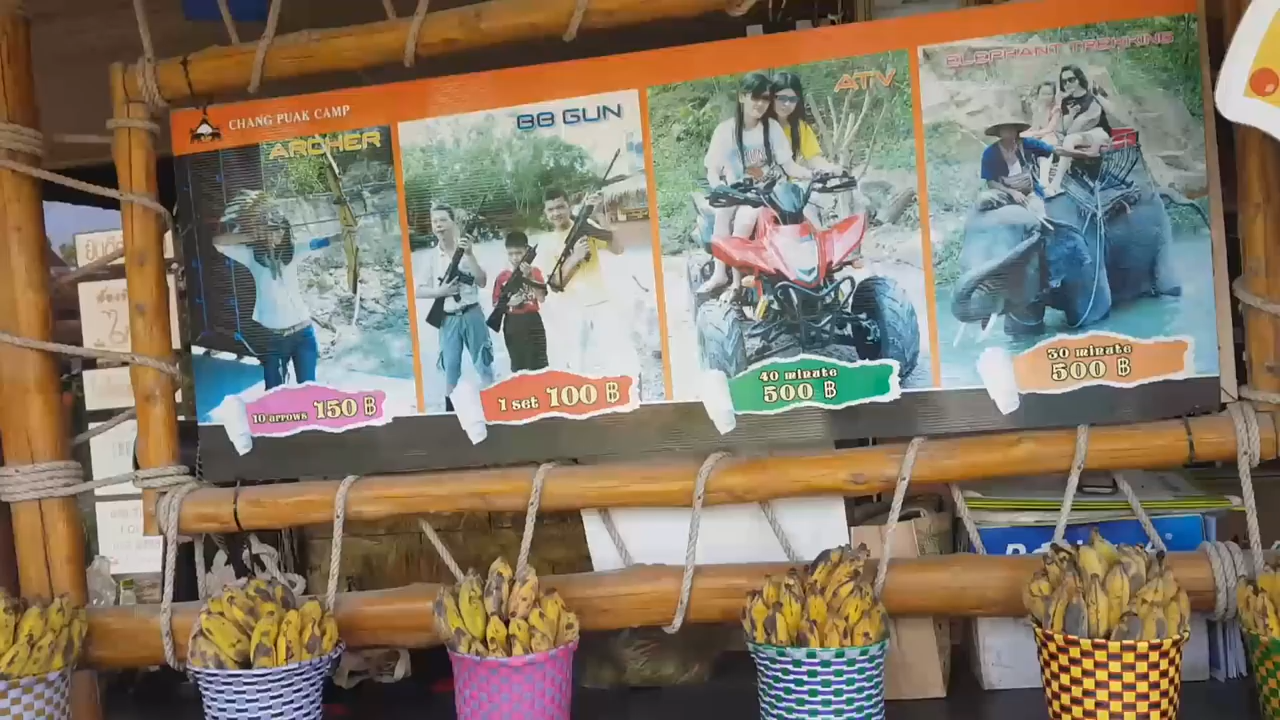 CHANG PUAK CAMP
ARCHER
10 arrows 150 ฿
BB GUN
1 set 100 ฿
ATV
40 minute
500 ฿
ELEPHANT TREKKING
30 minute
500 ฿